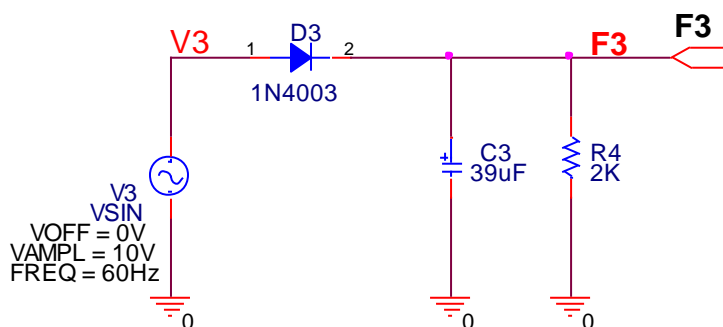 F3
V3
D3
F3
1
2
1N4003
C3
39uF
R4
2K
V3
VSIN
VOFF = 0V
VAMPL = 10V
FREQ = 60Hz
0
0
0